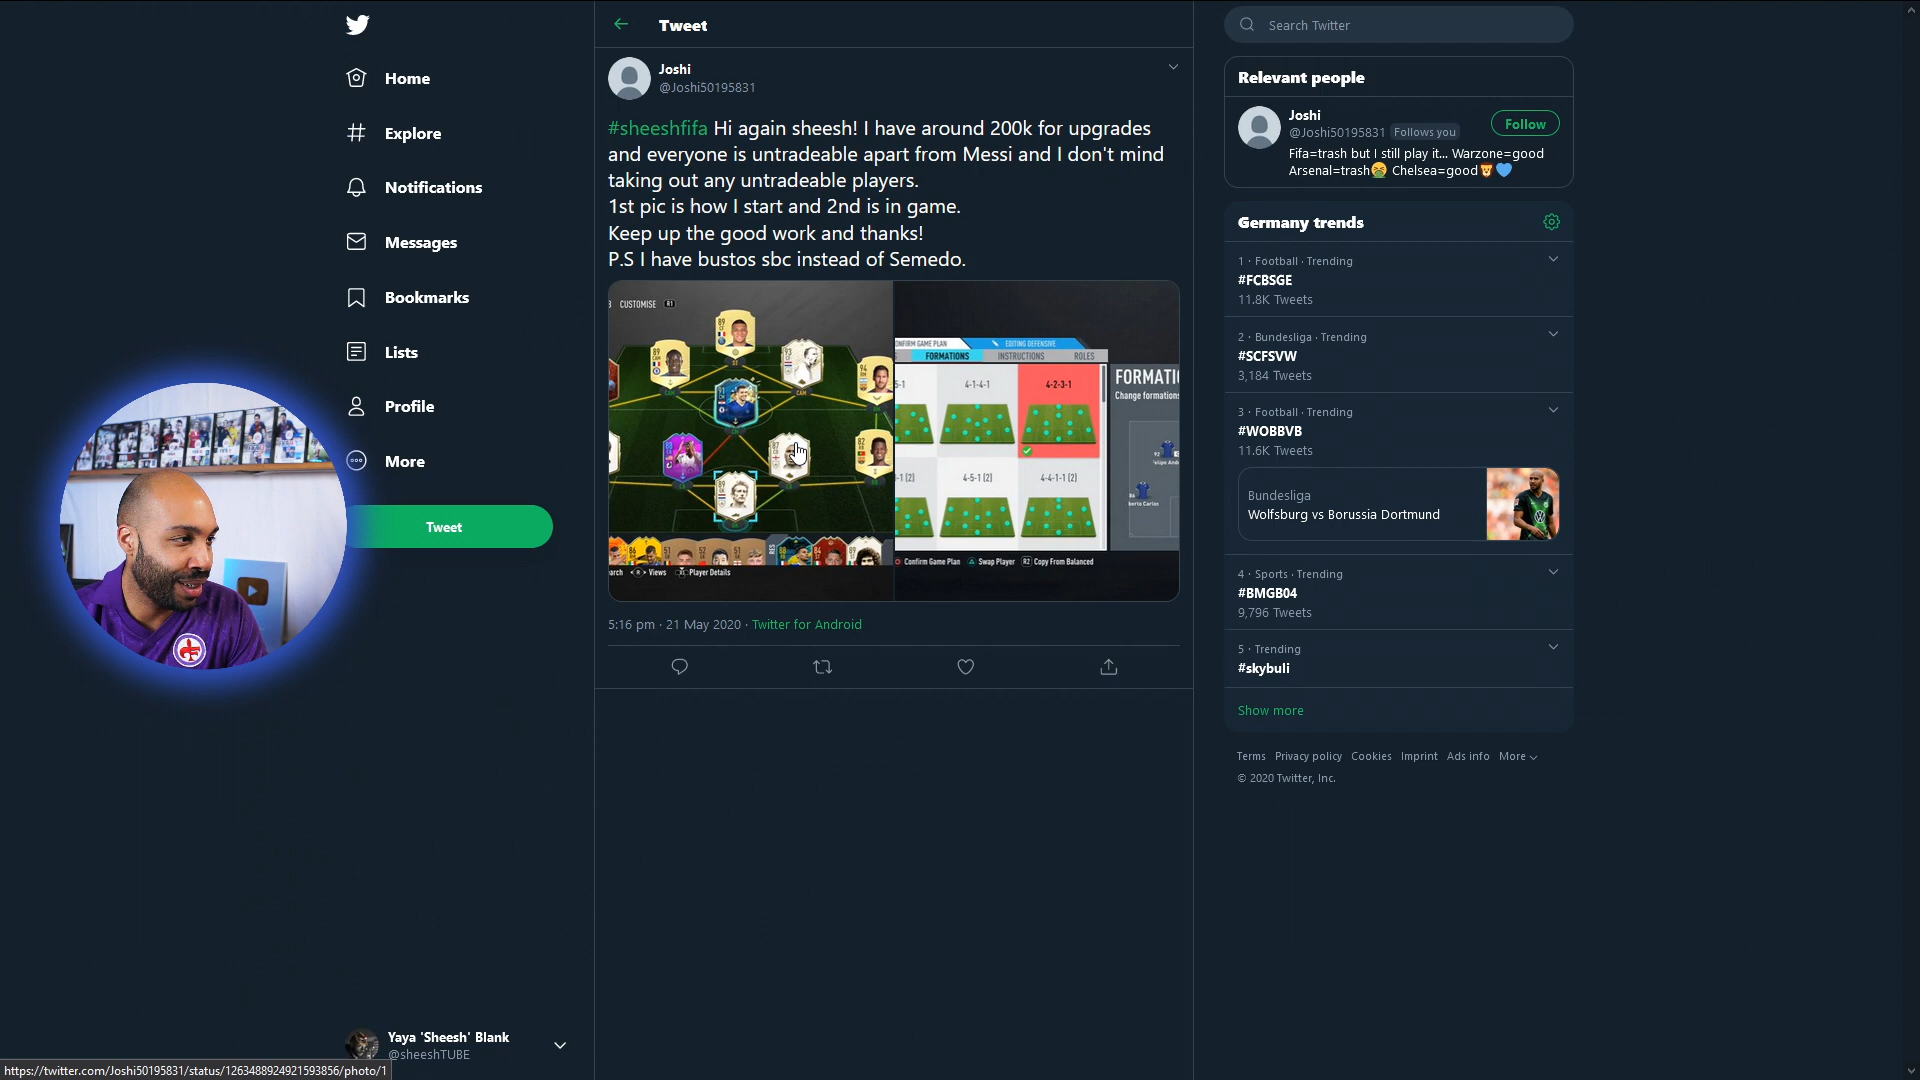 Home
Explore
Notifications
Messages
Bookmarks
Lists
Profile
More
Tweet
Yaya 'Sheesh' Blank
@sheeshTUBE
https://twitter.com/Joshi50195831/status/1263488924921593856/photo/1
Tweet
Joshi
@Joshi50195831
#sheeshfifa Hi again sheesh! I have around 200k for upgrades
and everyone is untradeable apart from Messi and I don't mind
taking out any untradeable players.
1st pic is how I start and 2nd is in game.
Keep up the good work and thanks!
P.S I have bustos sbc instead of Semedo.
CUSTOMISE R3
Views Player Details
CONFIRM GAME PLAN EDITING DEFENSIVE
FORMATIONS INSTRUCTIONS ROLES
4-1-4-1 4-2-3-1
4-5-1 (2) 4-4-1-1 (2)
Change formation
Confirm Game Plan Swap Player R2 Copy From Balanced
5:16 pm · 21 May 2020 · Twitter for Android
Search Twitter
Relevant people
Joshi
@Joshi50195831 Follows you
Follow
Fifa=trash but I still play it... Warzone=good
Arsenal=trash🤮 Chelsea=good🦁💙
Germany trends
1 · Football · Trending
#FCBSGE
11.8K Tweets
2 · Bundesliga · Trending
#SCFSVW
3,184 Tweets
3 · Football · Trending
#WOBBVB
11.6K Tweets
Bundesliga
Wolfsburg vs Borussia Dortmund
4 · Sports · Trending
#BMGB04
9,796 Tweets
5 · Trending
#skybuli
Show more
Terms Privacy policy Cookies Imprint Ads info More
© 2020 Twitter, Inc.